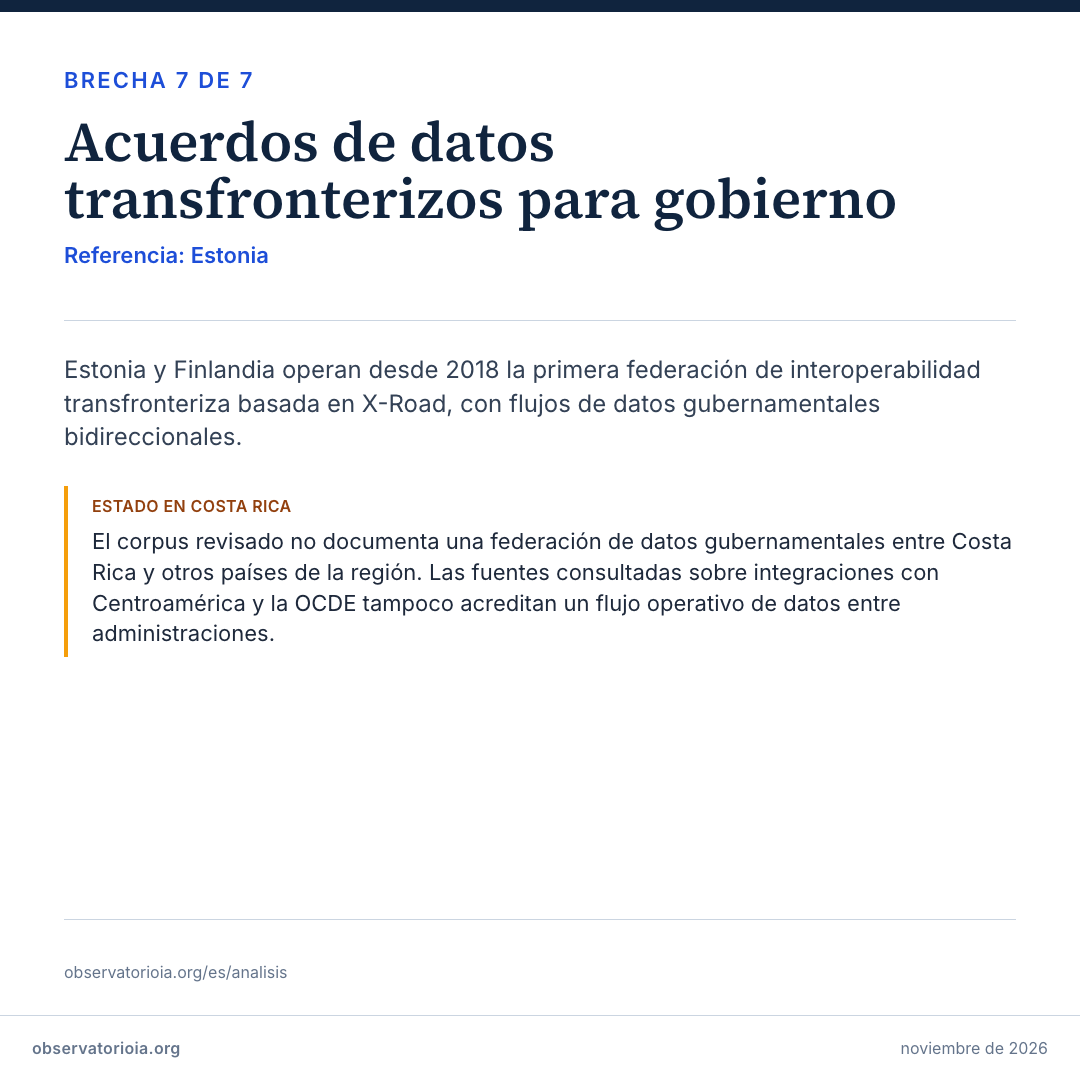 BRECHA 7 DE 7
Acuerdos de datos
transfronterizos para gobierno
Referencia: Estonia
Estonia y Finlandia operan desde 2018 la primera federación de interoperabilidad
transfronteriza basada en X-Road, con flujos de datos gubernamentales
bidireccionales.
ESTADO EN COSTA RICA
El corpus revisado no documenta una federación de datos gubernamentales entre Costa
Rica y otros países de la región. Las fuentes consultadas sobre integraciones con
Centroamérica y la OCDE tampoco acreditan un flujo operativo de datos entre
administraciones.
observatorioia.org/es/analisis
observatorioia.org
noviembre de 2026